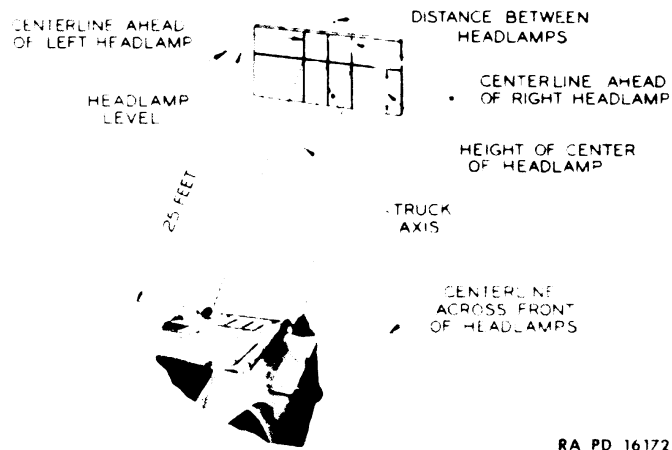 CENTERLINE AHEAD
OF LEFT HEADLAMP
DISTANCE BETWEEN
HEADLAMPS
CENTERLINE AHEAD
OF RIGHT HEADLAMP
HEADLAMP
LEVEL
HEIGHT OF CENTER
OF HEADLAMP
25 FEET
TRUCK
AXIS
CENTERLINE
ACROSS FRONT
OF HEADLAMPS
RA PD 16172